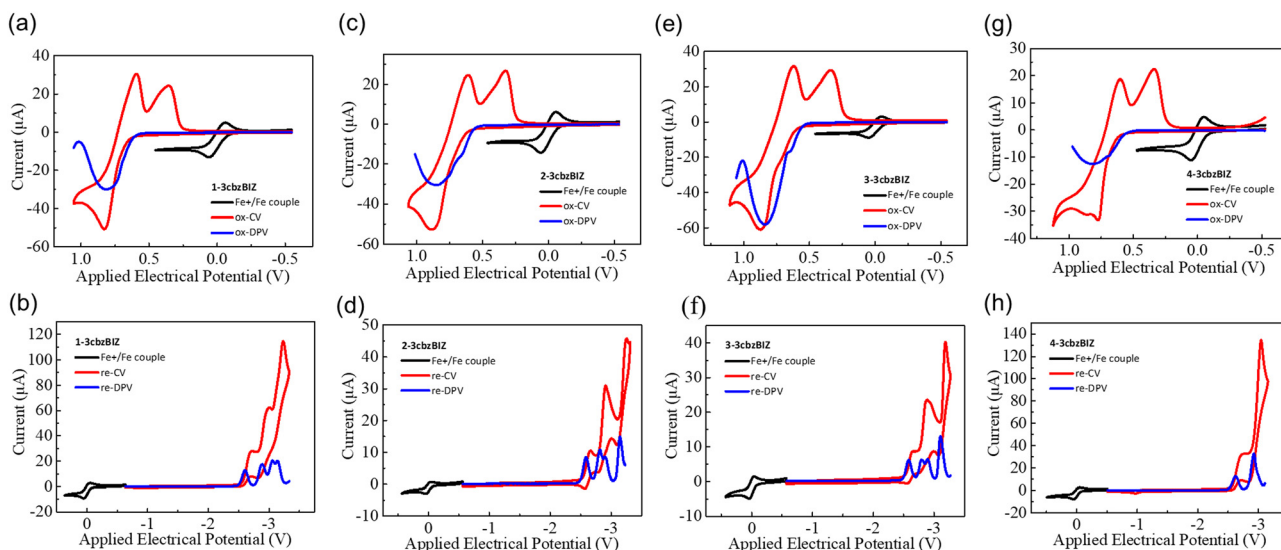 (a)
40
20
0
-20
-40
-60
Current (μA)
1-3cbzBIZ
Fe+/Fe couple
ox-CV
ox-DPV
1.0 0.5 0.0 -0.5
Applied Electrical Potential (V)
(c)
20
0
-20
-40
-60
Current (μA)
2-3cbzBIZ
Fe+/Fe couple
ox-CV
ox-DPV
1.0 0.5 0.0 -0.5
Applied Electrical Potential (V)
(e)
40
20
0
-20
-40
-60
Current (μA)
3-3cbzBIZ
Fe+/Fe couple
ox-CV
ox-DPV
1.0 0.5 0.0 -0.5
Applied Electrical Potential (V)
(g)
30
20
10
0
-10
-20
-30
-40
Current (μA)
4-3cbzBIZ
Fe+/Fe couple
ox-CV
ox-DPV
1.0 0.5 0.0 -0.5
Applied Electrical Potential (V)
(b)
120
100
80
60
40
20
0
-20
Current (μA)
1-3cbzBIZ
Fe+/Fe couple
re-CV
re-DPV
0 -1 -2 -3
Applied Electrical Potential (V)
(d)
50
40
30
20
10
0
-10
Current (μA)
2-3cbzBIZ
Fe+/Fe couple
re-CV
re-DPV
0 -1 -2 -3
Applied Electrical Potential (V)
(f)
40
30
20
10
0
-10
Current (μA)
3-3cbzBIZ
Fe+/Fe couple
re-CV
re-DPV
0 -1 -2 -3
Applied Electrical Potential (V)
(h)
140
120
100
80
60
40
20
0
-20
Current (μA)
4-3cbzBIZ
Fe+/Fe couple
re-CV
re-DPV
0 -1 -2 -3
Applied Electrical Potential (V)